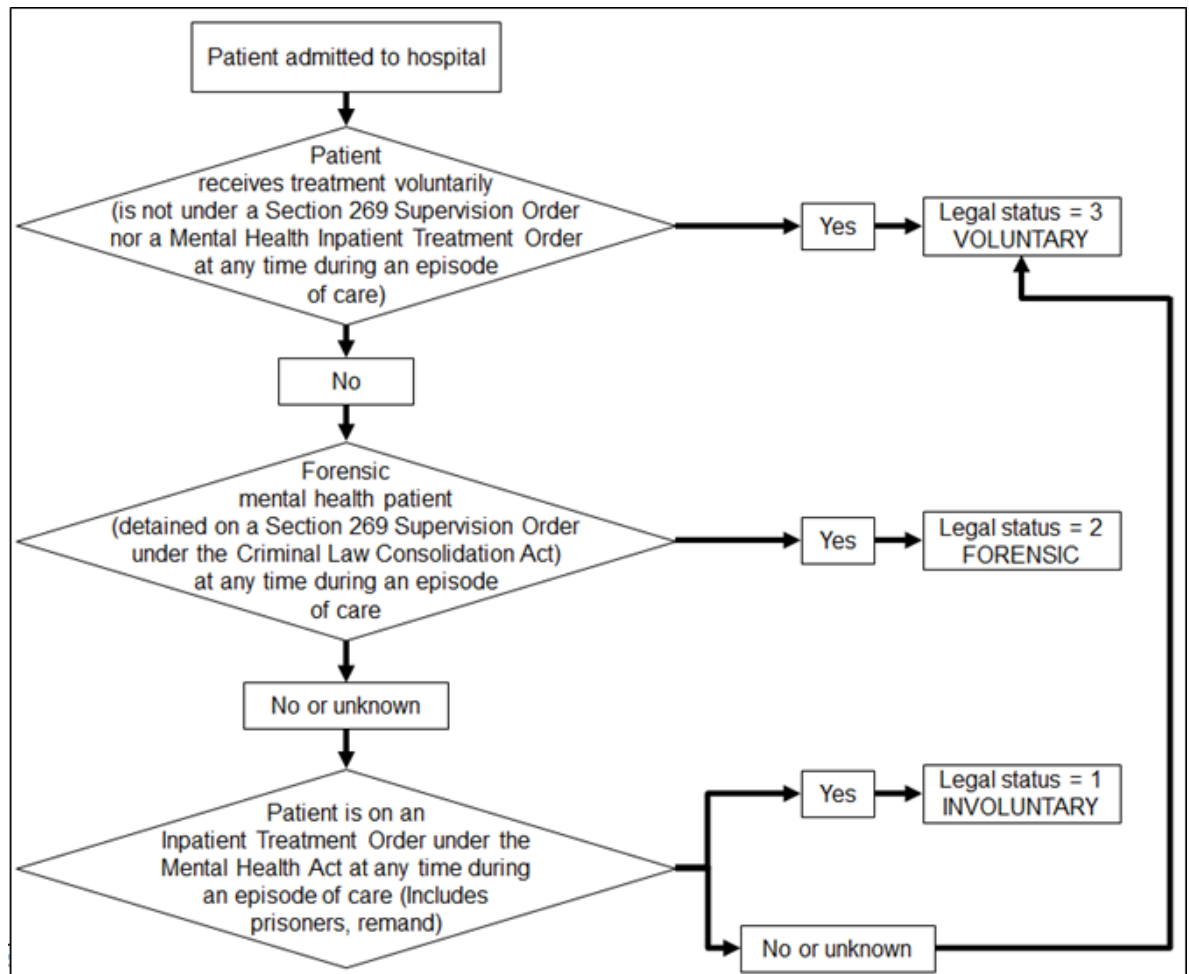 Patient admitted to hospital
Patient
receives treatment voluntarily
(is not under a Section 269 Supervision Order
nor a Mental Health Inpatient Treatment Order
at any time during an episode
of care)
Yes
Legal status = 3
VOLUNTARY
No
Forensic
mental health patient
(detained on a Section 269 Supervision Order
under the Criminal Law Consolidation Act)
at any time during an episode
of care
Yes
Legal status = 2
FORENSIC
No or unknown
Patient is on an
Inpatient Treatment Order under the
Mental Health Act at any time during
an episode of care (Includes
prisoners, remand)
Yes
Legal status = 1
INVOLUNTARY
No or unknown